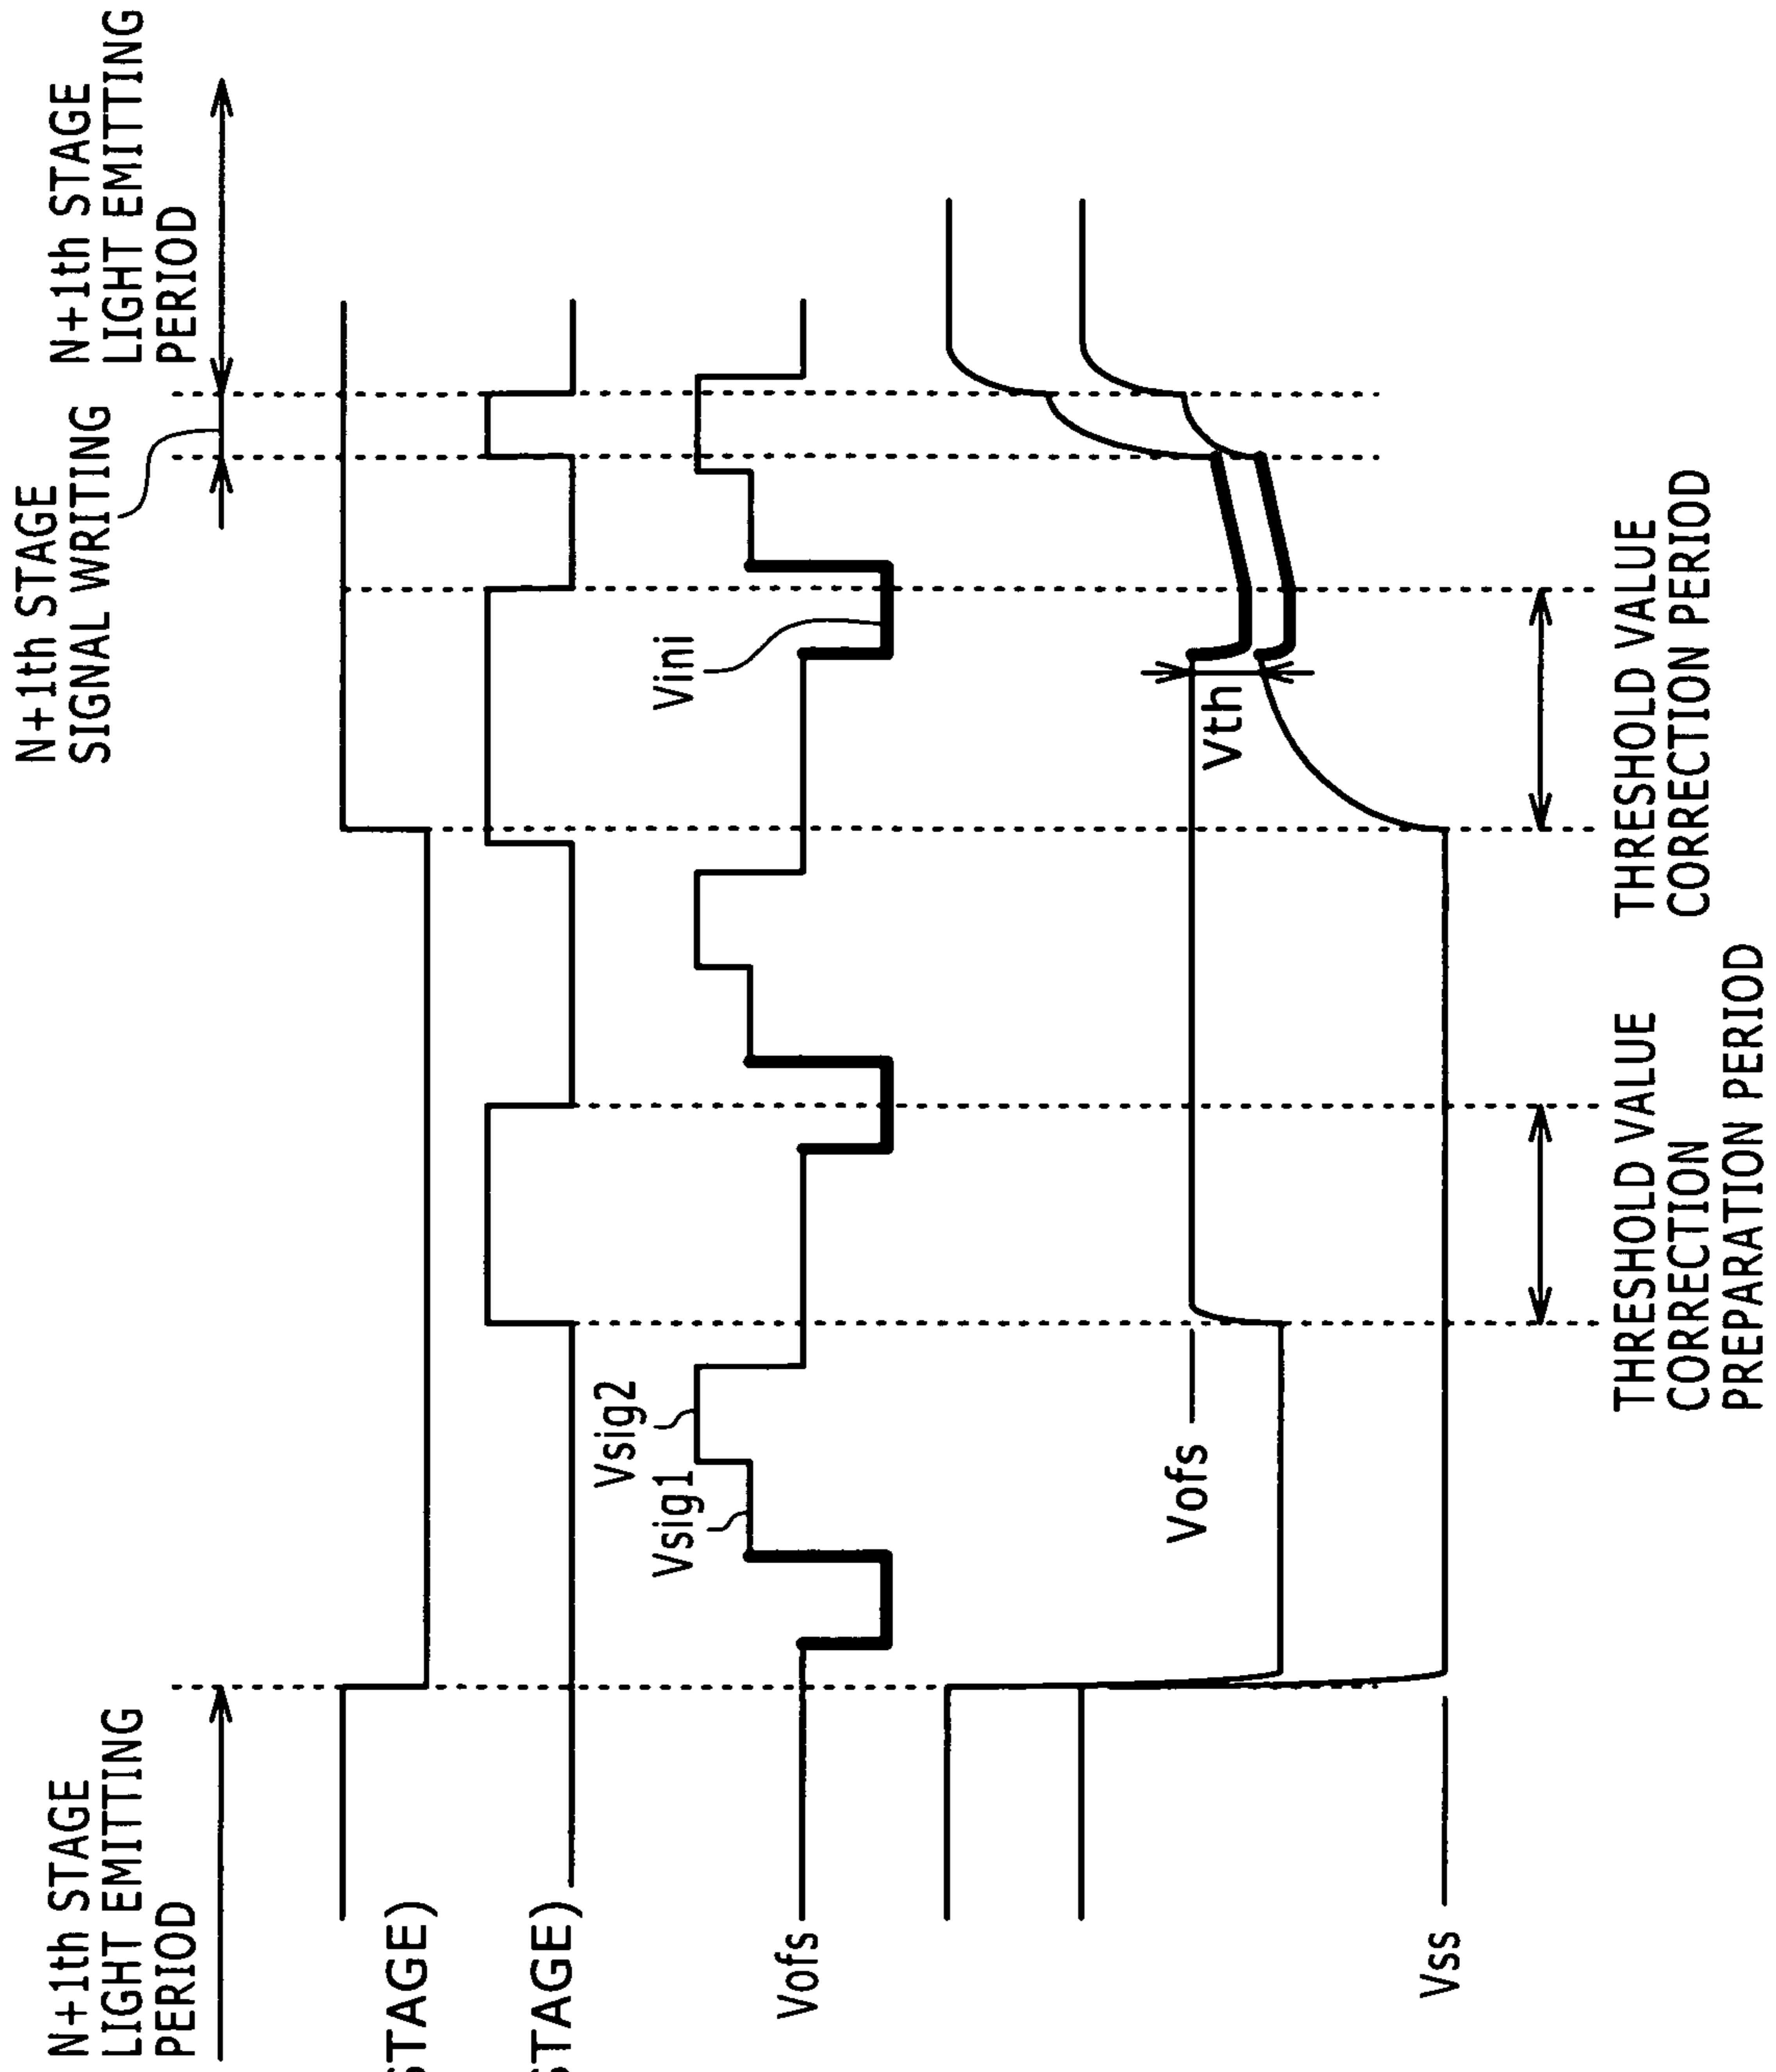 N+1th STAGE
LIGHT EMITTING
PERIOD
N+1th STAGE
SIGNAL WRITING
N+1th STAGE
LIGHT EMITTING
PERIOD
STAGE)
STAGE)
Vofs
Vsig1
Vsig2
Vini
Vofs
Vth
Vss
THRESHOLD VALUE
CORRECTION
PREPARATION PERIOD
THRESHOLD VALUE
CORRECTION PERIOD